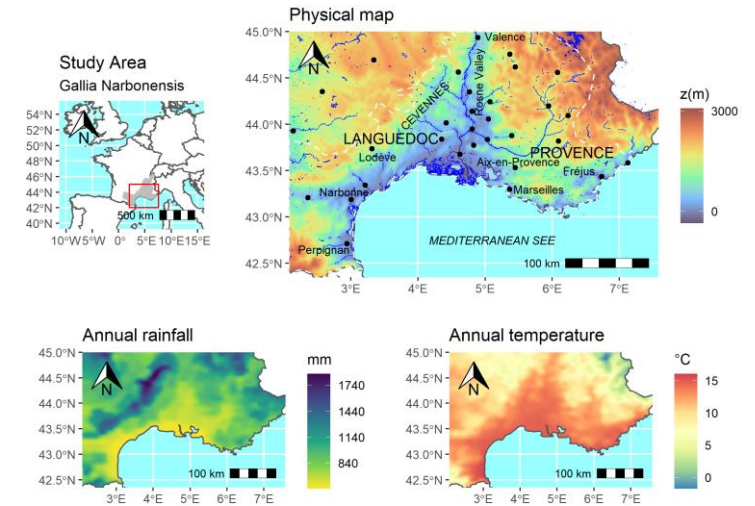 Physical map
45.0°N
44.5°N
44.0°N
43.5°N
43.0°N
42.5°N
N
Valence
Rosne Valley
CEVENNES
LANGUEDOC
Lodève
PROVENCE
Aix-en-Provence
Fréjus
Marseilles
Narbonne
Perpignan
MEDITERRANEAN SEE
100 km
3°E 4°E 5°E 6°E 7°E
z(m)
3000
0
Study Area
Gallia Narbonensis
54°N
52°N
50°N
48°N
46°N
44°N
42°N
40°N
N
500 km
10°W 5°W 0° 5°E 10°E 15°E
Annual rainfall
45.0°N
44.5°N
44.0°N
43.5°N
43.0°N
42.5°N
N
100 km
3°E 4°E 5°E 6°E 7°E
mm
1740
1440
1140
840
Annual temperature
45.0°N
44.5°N
44.0°N
43.5°N
43.0°N
42.5°N
N
100 km
3°E 4°E 5°E 6°E 7°E
°C
15
10
5
0